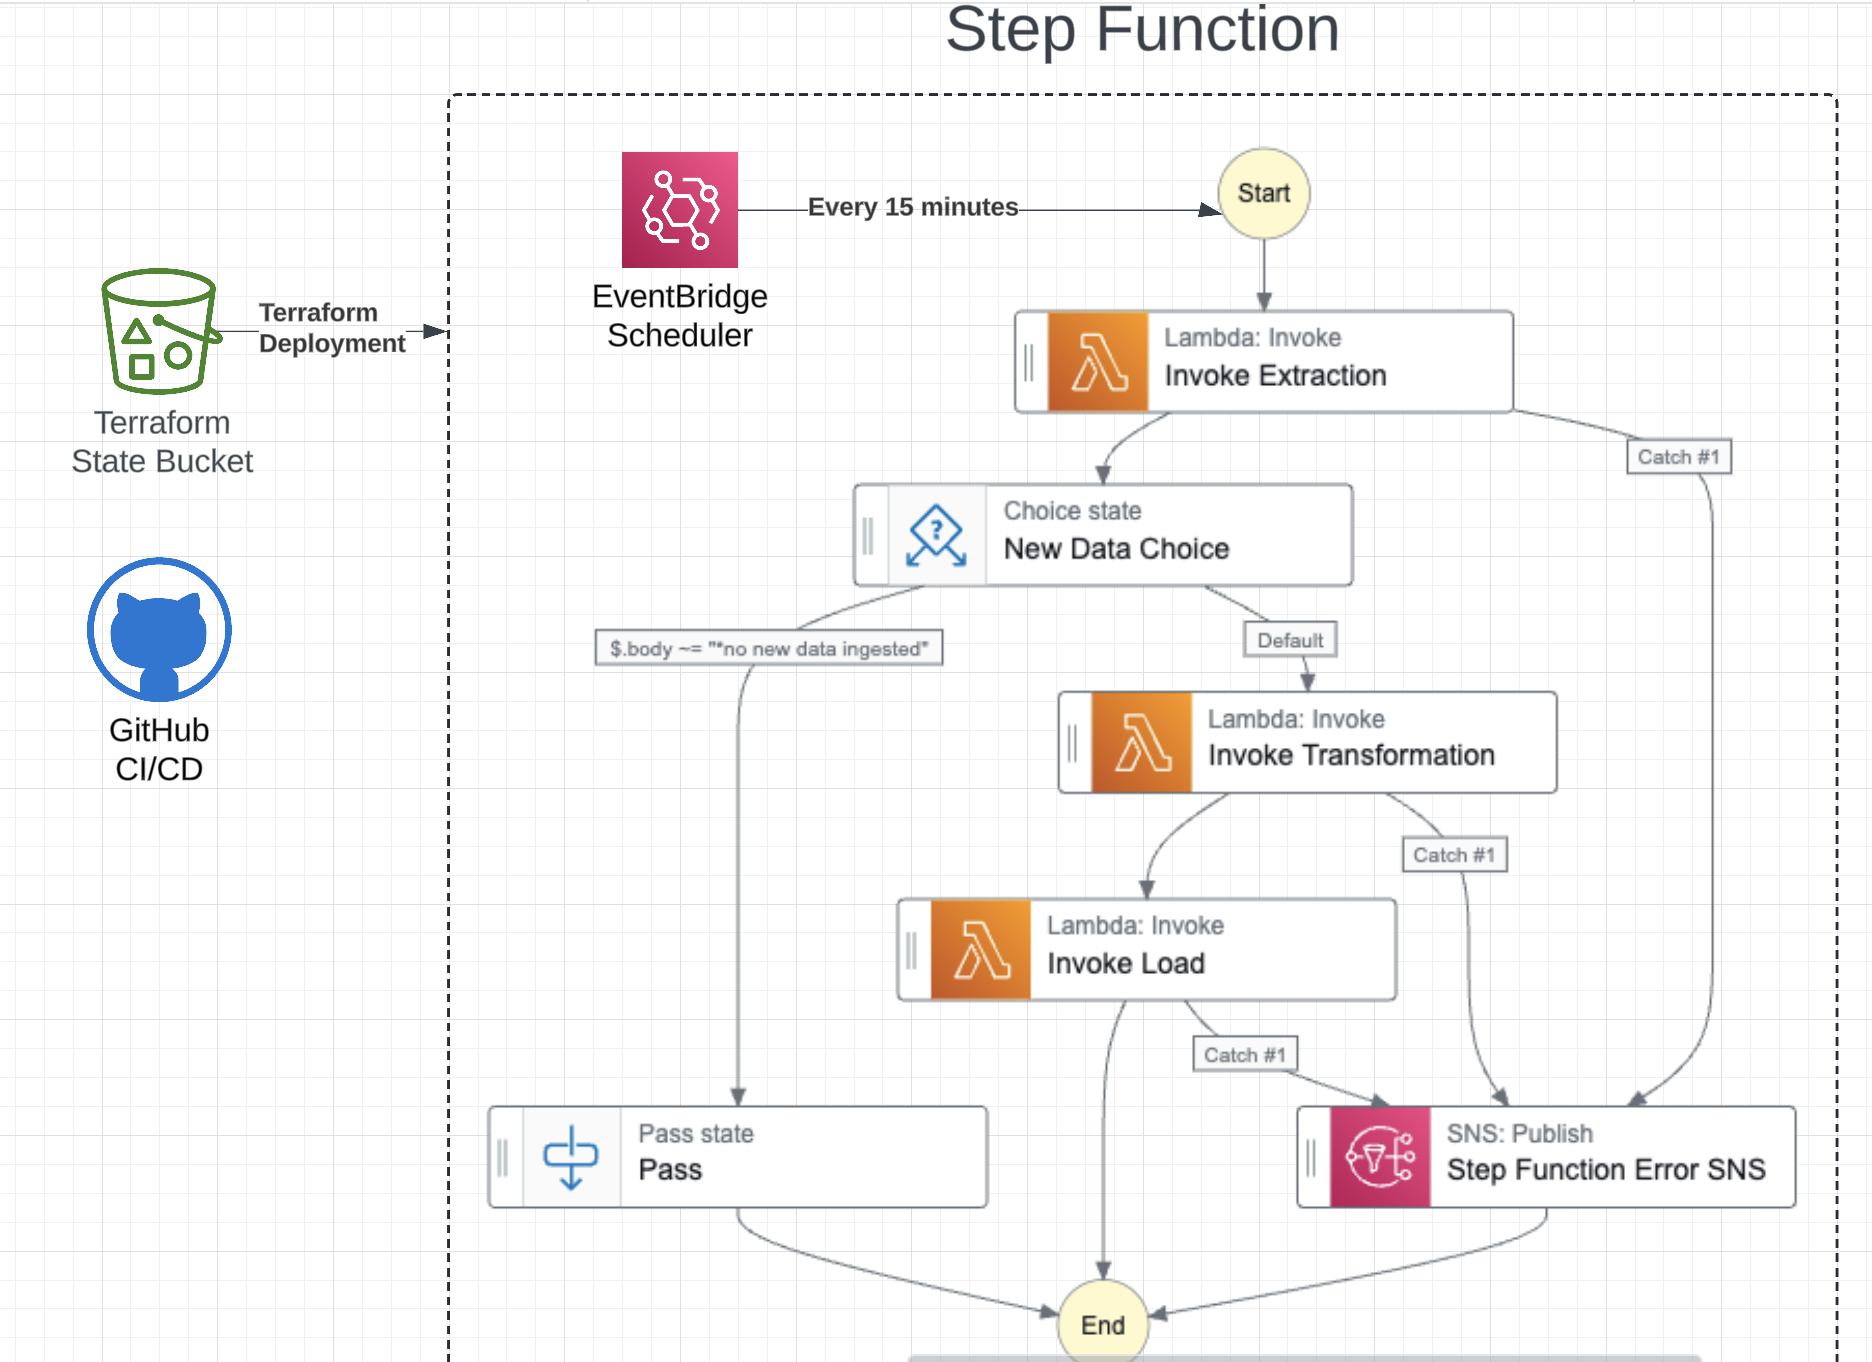 Step Function
Every 15 minutes
Start
EventBridge
Scheduler
Terraform
Deployment
Terraform
State Bucket
GitHub
CI/CD
Lambda: Invoke
Invoke Extraction
Catch #1
Choice state
New Data Choice
$.body ~= "*no new data ingested"
Default
Lambda: Invoke
Invoke Transformation
Catch #1
Lambda: Invoke
Invoke Load
Catch #1
Pass state
Pass
SNS: Publish
Step Function Error SNS
End